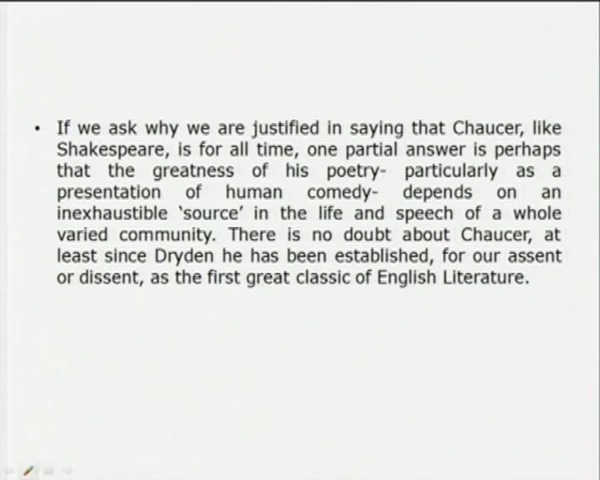 • If we ask why we are justified in saying that Chaucer, like
Shakespeare, is for all time, one partial answer is perhaps
that the greatness of his poetry- particularly as a
presentation of human comedy- depends on an
inexhaustible ‘source’ in the life and speech of a whole
varied community. There is no doubt about Chaucer, at
least since Dryden he has been established, for our assent
or dissent, as the first great classic of English Literature.